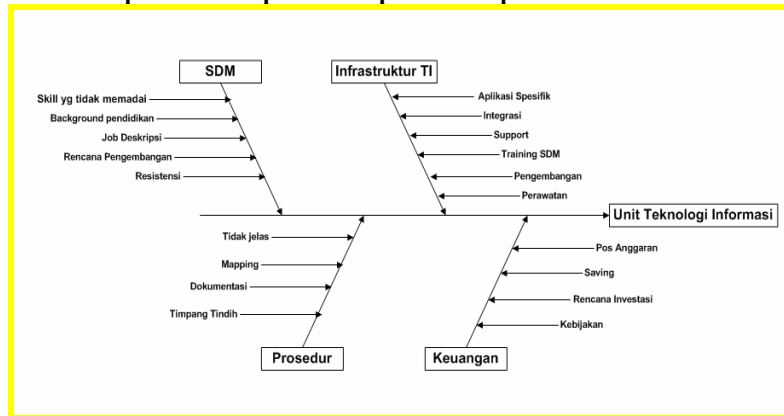 SDM
Infrastruktur TI
Skill yg tidak memadai
Background pendidikan
Job Deskripsi
Rencana Pengembangan
Resistensi
Aplikasi Spesifik
Integrasi
Support
Training SDM
Pengembangan
Perawatan
Unit Teknologi Informasi
Tidak jelas
Mapping
Dokumentasi
Timpang Tindih
Pos Anggaran
Saving
Rencana Investasi
Kebijakan
Prosedur
Keuangan